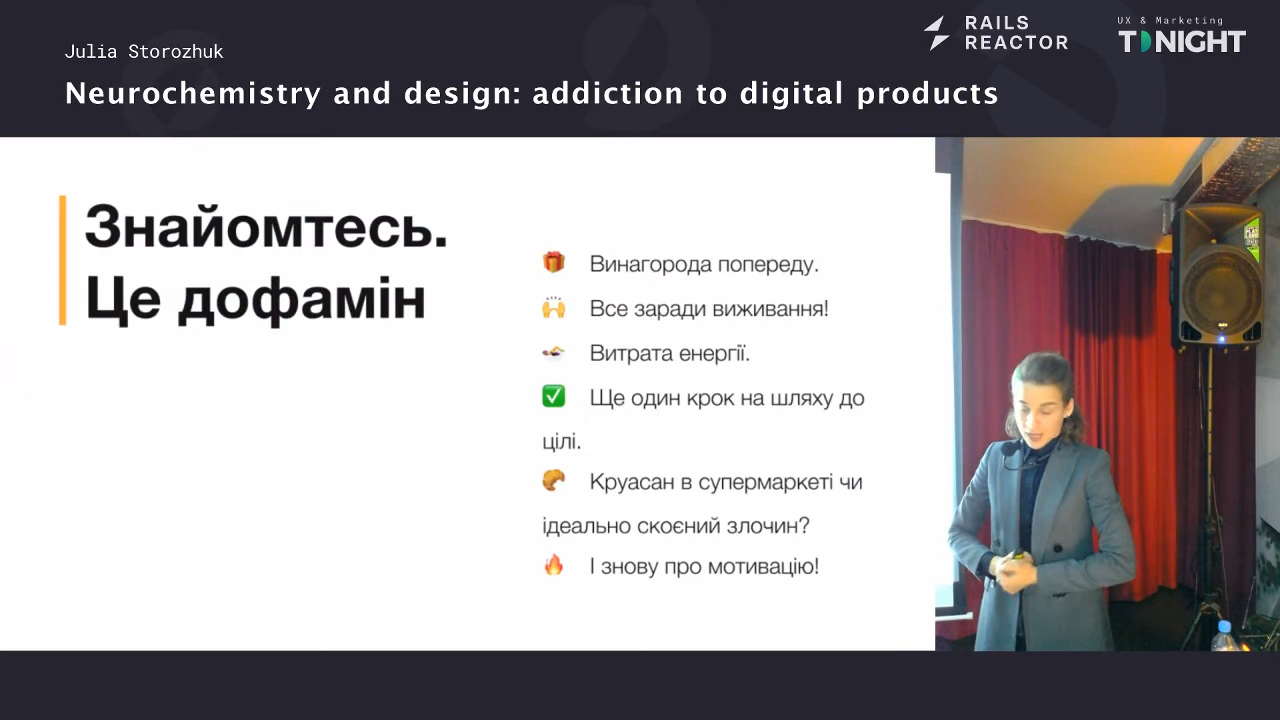 Julia Storozhuk
Neurochemistry and design: addiction to digital products
RAILS
REACTOR
UX & Marketing
TONIGHT
Знайомтесь.
Це дофамін
Винагорода попереду.
Все заради виживання!
Витрата енергії.
Ще один крок на шляху до
цілі.
Круасан в супермаркеті чи
ідеально скоєний злочин?
І знову про мотивацію!